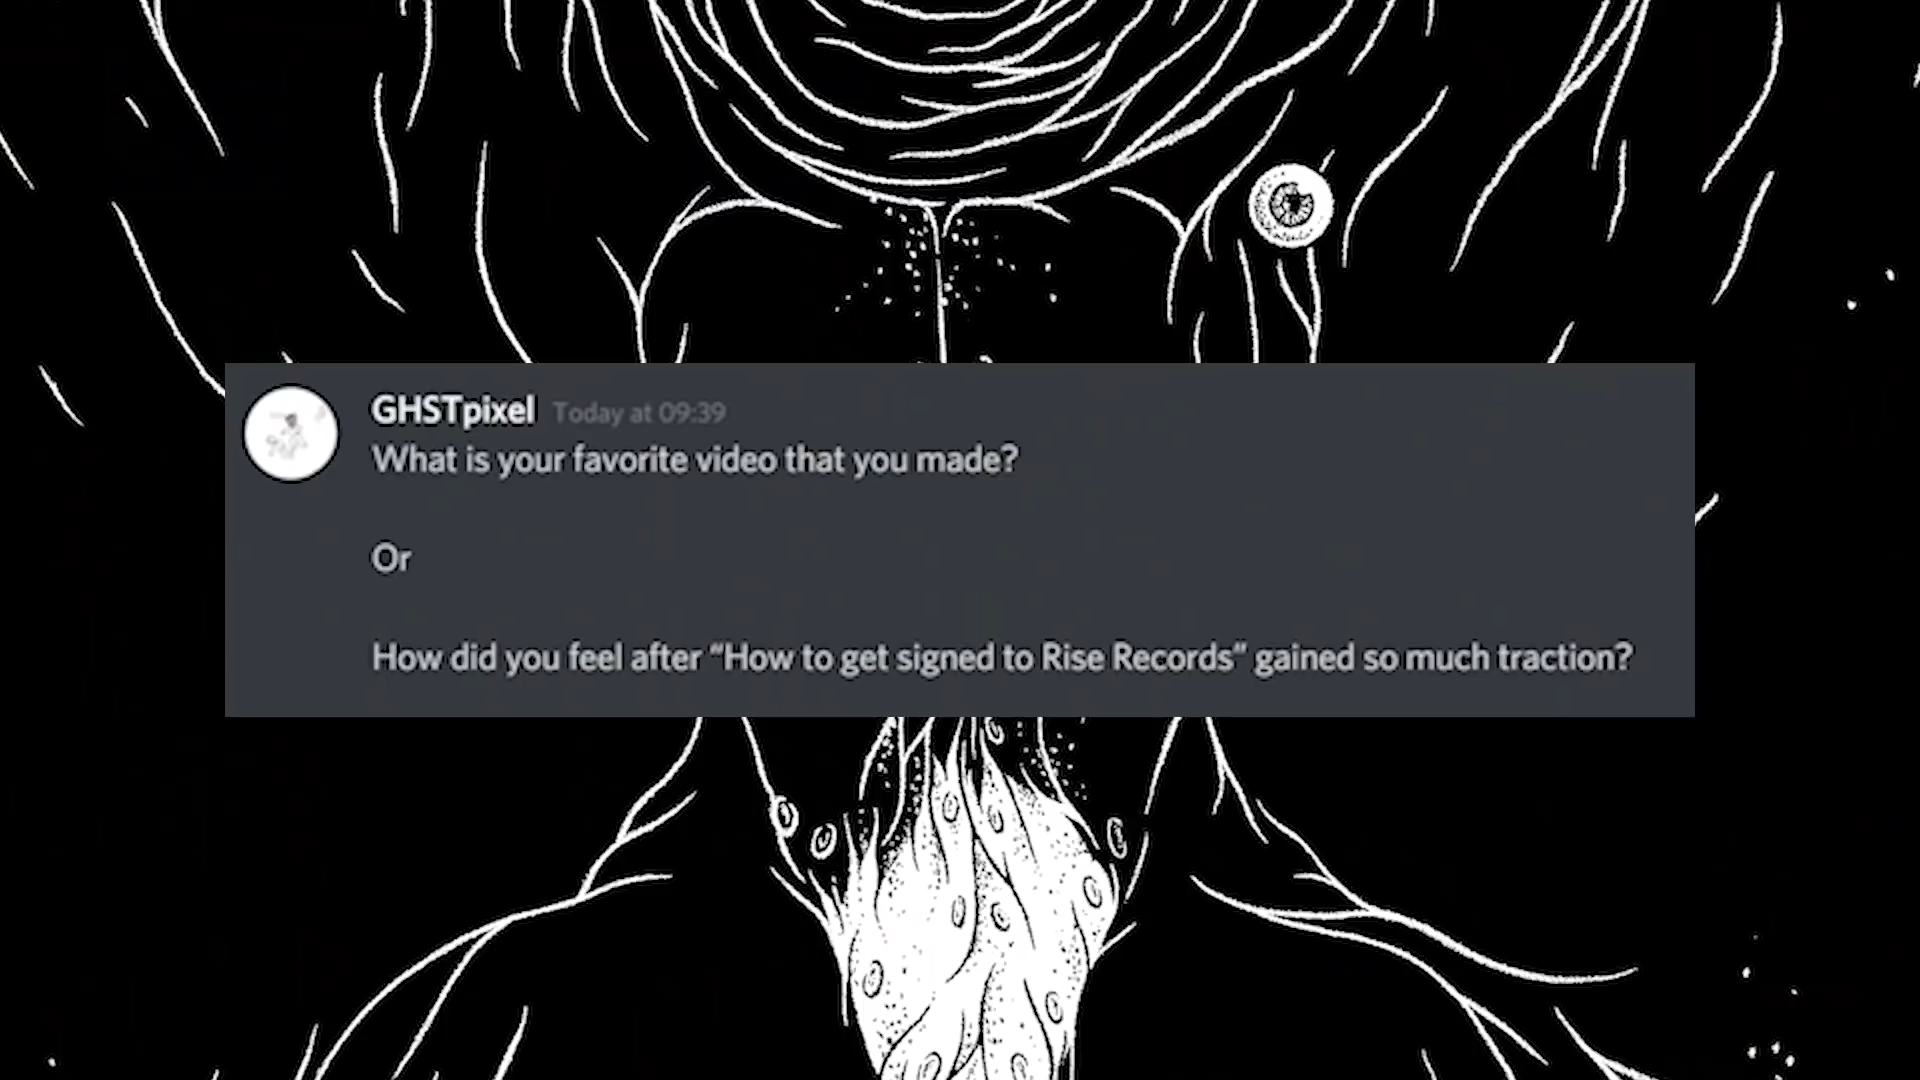 GHSTpixel Today at 09:39
What is your favorite video that you made?
Or
How did you feel after “How to get signed to Rise Records” gained so much traction?